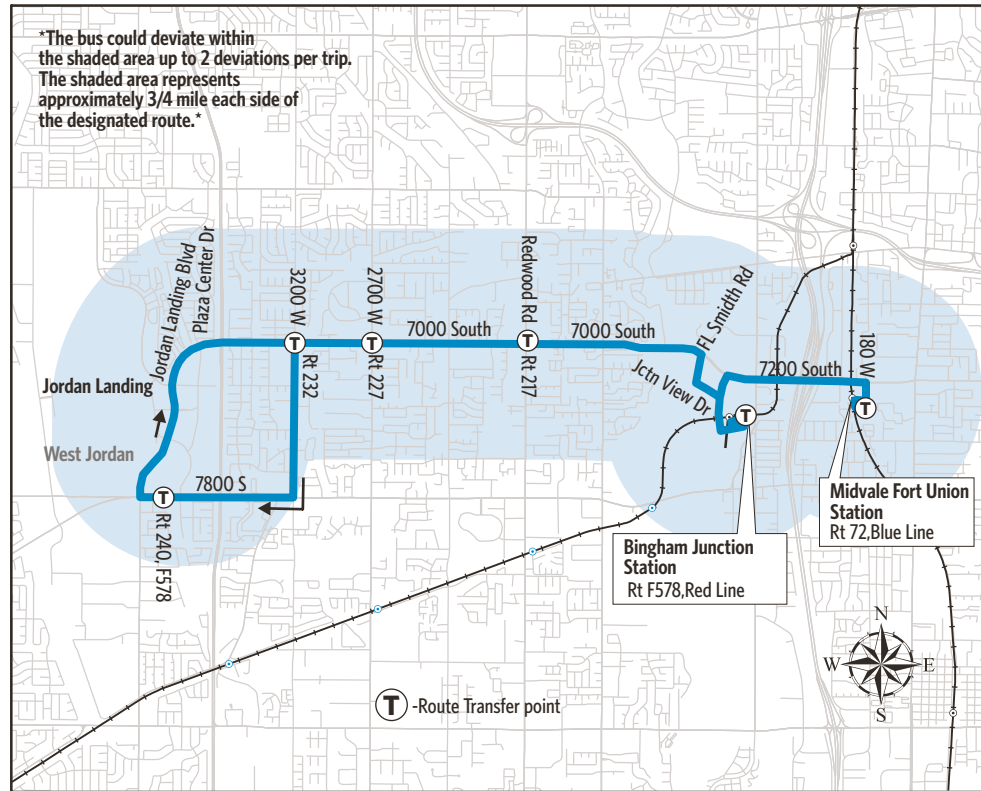 *The bus could deviate within
the shaded area up to 2 deviations per trip.
The shaded area represents
approximately 3/4 mile each side of
the designated route.*
Jordan Landing Blvd
Plaza Center Dr
3200 W
Rt 232
2700 W
Rt 227
Redwood Rd
Rt 217
7000 South
7000 South
FL Smidth Rd
Jctn View Dr
7200 South
180 W
T
T
T
T
T
Jordan Landing
West Jordan
7800 S
T
Rt 240, F578
Bingham Junction
Station
Rt F578,Red Line
Midvale Fort Union
Station
Rt 72,Blue Line
T -Route Transfer point
N
W
E
S